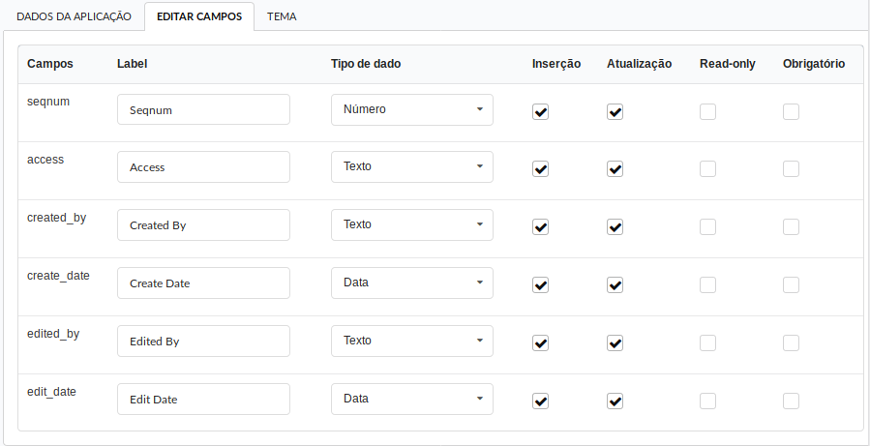 DADOS DA APLICAÇÃO EDITAR CAMPOS TEMA
Campos Label Tipo de dado Inserção Atualização Read-only Obrigatório
seqnum Seqnum Número
access Access Texto
created_by Created By Texto
create_date Create Date Data
edited_by Edited By Texto
edit_date Edit Date Data